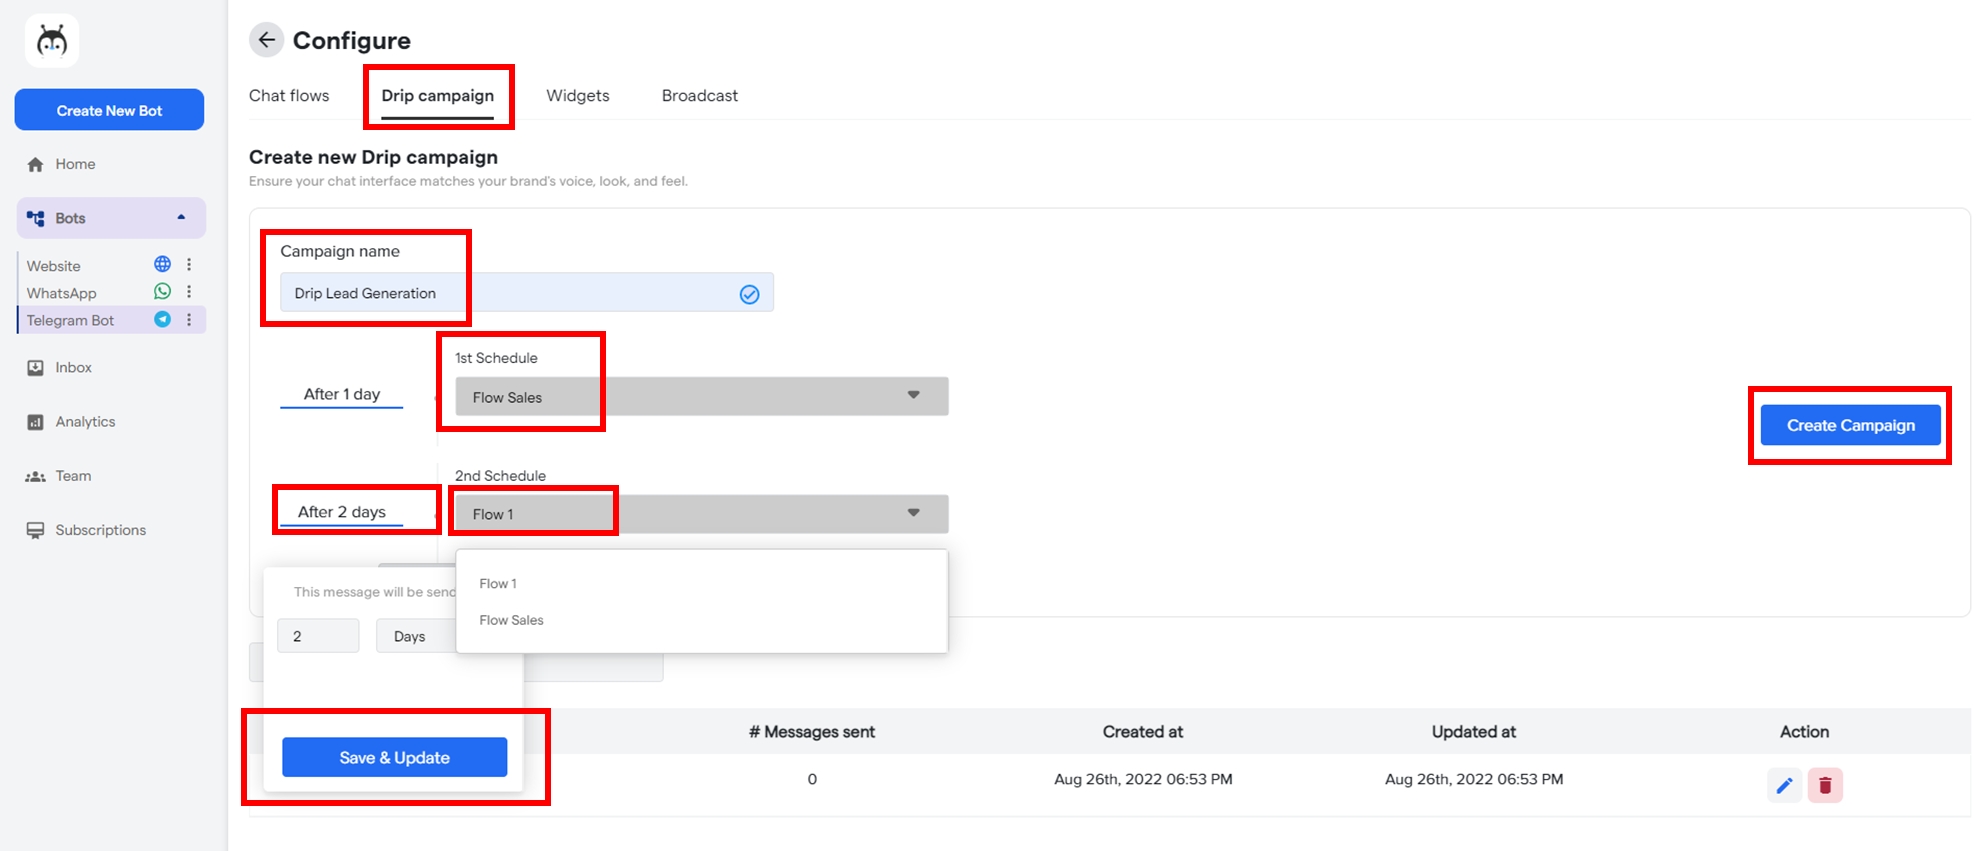 Configure
Create New Bot
Home
Bots
Website
WhatsApp
Telegram Bot
Inbox
Analytics
Team
Subscriptions
Chat flows Drip campaign Widgets Broadcast
Create new Drip campaign
Ensure your chat interface matches your brand's voice, look, and feel.
Campaign name
Drip Lead Generation
1st Schedule
After 1 day Flow Sales
Create Campaign
2nd Schedule
After 2 days Flow 1
Flow 1
Flow Sales
This message will be send
2 Days
Save & Update
# Messages sent Created at Updated at Action
0 Aug 26th, 2022 06:53 PM Aug 26th, 2022 06:53 PM